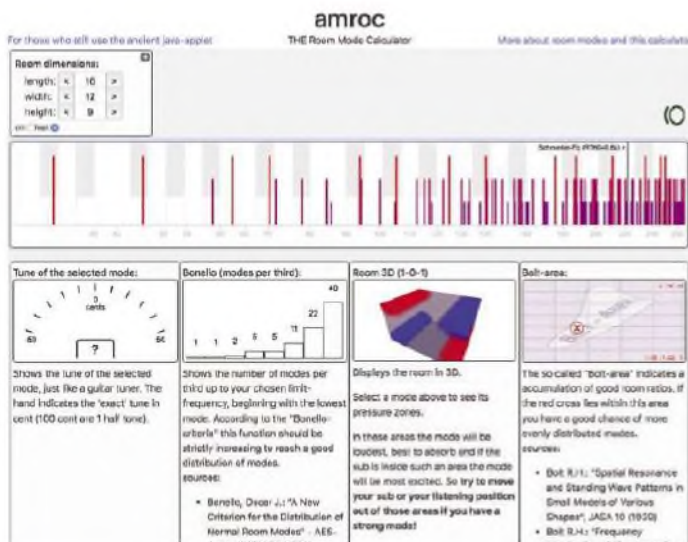 amroc
For those who still use the ancient java-applet
THE Room Mode Calculator
More about room modes and this calculato
Room dimensions:
length: < 16 >
width: < 12 >
height: < 9 >
feet
Tune of the selected mode:
0
cents
50
50
?
Shows the tune of the selected
mode, just like a guitar tuner. The
hand indicates the 'exact' tune in
cent (100 cent are 1 half tone).
Bonello (modes per third):
1 1 2 5 5 11 22 40
Shows the number of modes per
third up to your chosen limit-
frequency, beginning with the lowest
mode. According to the "Bonello-
criteria" this function should be
strictly increasing to reach a good
distribution of modes.
sources:
• Bonello, Oscar J.: "A New
Criterion for the Distribution of
Normal Room Modes" - AES-
Room 3D (1-0-1)
Displays the room in 3D.
Select a mode above to see its
pressure zones.
In these areas the mode will be
loudest, best to absorb and if the
sub is inside such an area the mode
will be most excited. So try to move
your sub or your listening position
out of those areas if you have a
strong mode!
Bolt-area:
The so-called "Bolt-area" indicates a
accumulation of good room ratios. If
the red cross lies within this area
you have a good chance of more
evenly distributed modes.
sources:
• Bolt R.H.: "Spatial Resonance
and Standing Wave Patterns in
Small Models of Various
Shapes", JASA 10 (1939)
• Bolt R.H.: "Frequency